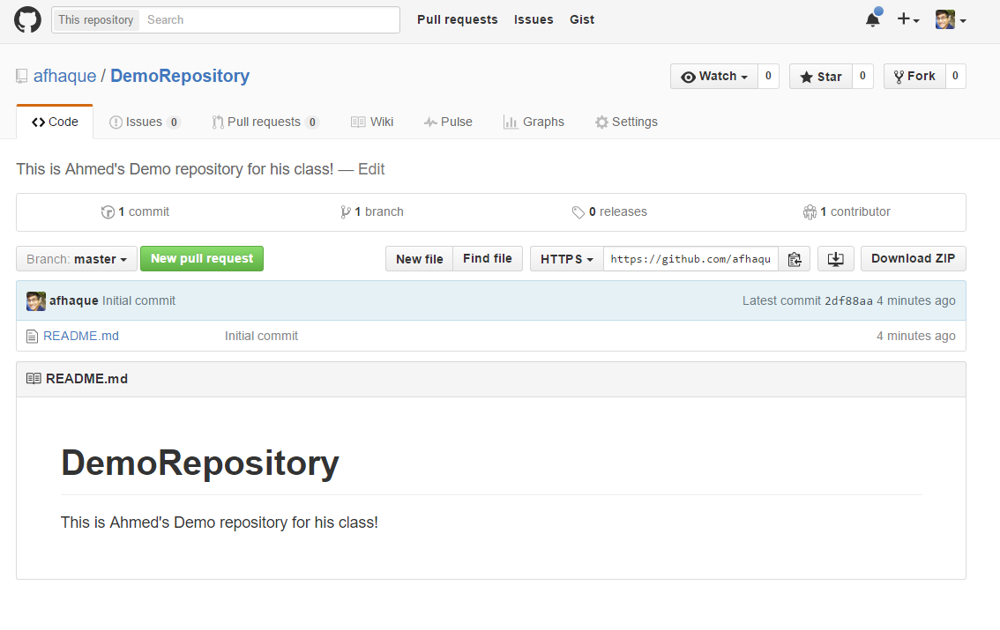 This repository Search Pull requests Issues Gist
afhaque / DemoRepository Watch 0 Star 0 Fork 0
Code Issues 0 Pull requests 0 Wiki Pulse Graphs Settings
This is Ahmed's Demo repository for his class! — Edit
1 commit 1 branch 0 releases 1 contributor
Branch: master New pull request New file Find file HTTPS https://github.com/afhaqu Download ZIP
afhaque Initial commit Latest commit 2df88aa 4 minutes ago
README.md Initial commit 4 minutes ago
README.md
DemoRepository
This is Ahmed's Demo repository for his class!